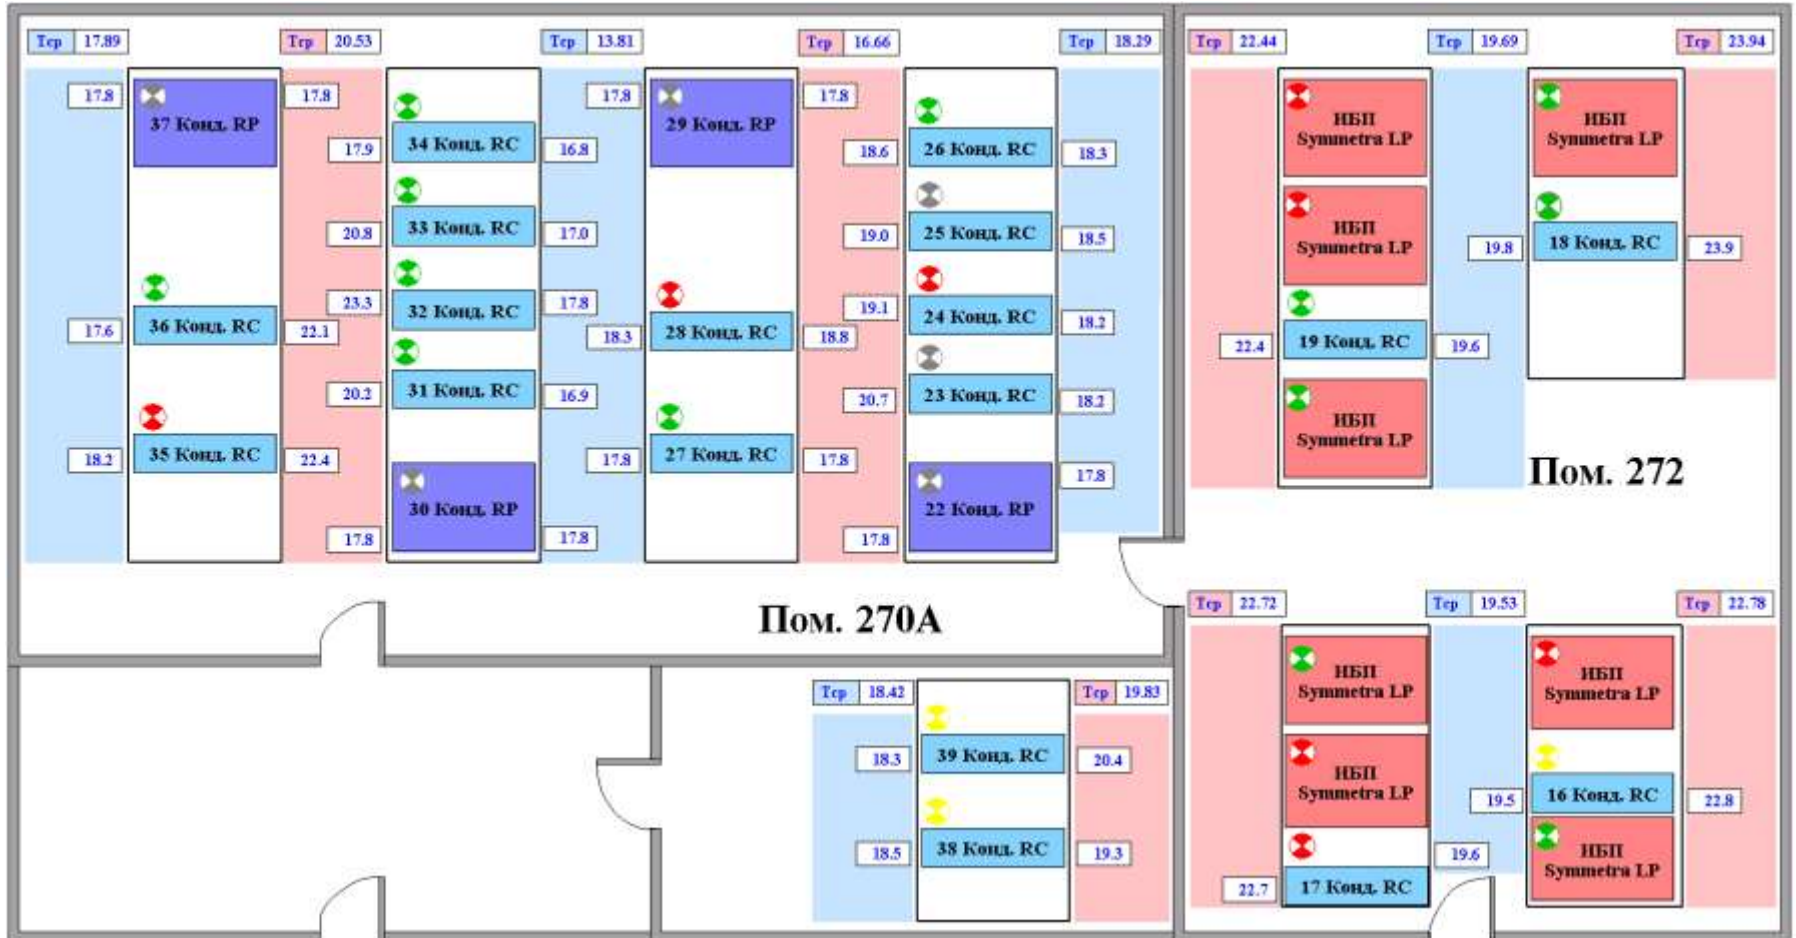 Тср 17.89
Тср 20.53
Тср 13.81
Тср 16.66
Тср 18.29
17.8
37 Конд. RP
17.8
34 Конд. RC
17.8
29 Конд. RP
17.8
26 Конд. RC
17.9
16.8
18.6
18.3
33 Конд. RC
25 Конд. RC
20.8
17.0
19.0
18.5
36 Конд. RC
32 Конд. RC
28 Конд. RC
24 Конд. RC
17.6
22.1
23.3
17.8
18.3
18.8
19.1
18.2
31 Конд. RC
23 Конд. RC
20.2
16.9
20.7
18.2
35 Конд. RC
27 Конд. RC
18.2
22.4
17.8
17.8
17.8
30 Конд. RP
22 Конд. RP
17.8
17.8
17.8
Пом. 270А
Тср 22.44
Тср 19.69
Тср 23.94
ИБП
Symmetra LP
ИБП
Symmetra LP
ИБП
Symmetra LP
18 Конд. RC
19.8
23.9
19 Конд. RC
22.4
19.6
ИБП
Symmetra LP
Пом. 272
Тср 22.72
Тср 19.53
Тср 22.78
ИБП
Symmetra LP
ИБП
Symmetra LP
ИБП
Symmetra LP
16 Конд. RC
19.5
22.8
ИБП
Symmetra LP
19.6
17 Конд. RC
22.7
Тср 18.42
Тср 19.83
39 Конд. RC
18.3
20.4
38 Конд. RC
18.5
19.3